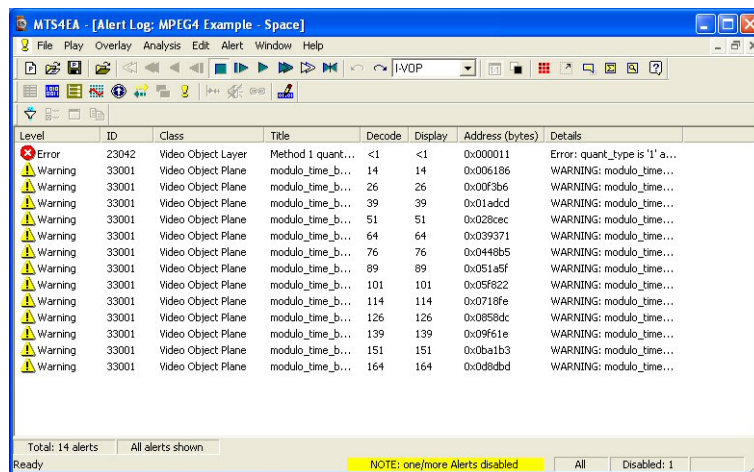 MTS4EA - [Alert Log: MPEG4 Example - Space]
File Play Overlay Analysis Edit Alert Window Help
I-VOP
Level ID Class Title Decode Display Address (bytes) Details
Error 23042 Video Object Layer Method 1 quant... <1 <1 0x000011 Error: quant_type is '1' a...
Warning 33001 Video Object Plane modulo_time_b... 14 14 0x006186 WARNING: modulo_time...
Warning 33001 Video Object Plane modulo_time_b... 26 26 0x00f3b6 WARNING: modulo_time...
Warning 33001 Video Object Plane modulo_time_b... 39 39 0x01adcd WARNING: modulo_time...
Warning 33001 Video Object Plane modulo_time_b... 51 51 0x028cec WARNING: modulo_time...
Warning 33001 Video Object Plane modulo_time_b... 64 64 0x039371 WARNING: modulo_time...
Warning 33001 Video Object Plane modulo_time_b... 76 76 0x0448b5 WARNING: modulo_time...
Warning 33001 Video Object Plane modulo_time_b... 89 89 0x051a5f WARNING: modulo_time...
Warning 33001 Video Object Plane modulo_time_b... 101 101 0x05f822 WARNING: modulo_time...
Warning 33001 Video Object Plane modulo_time_b... 114 114 0x0718fe WARNING: modulo_time...
Warning 33001 Video Object Plane modulo_time_b... 126 126 0x0858dc WARNING: modulo_time...
Warning 33001 Video Object Plane modulo_time_b... 139 139 0x09f61e WARNING: modulo_time...
Warning 33001 Video Object Plane modulo_time_b... 151 151 0x0ba1b3 WARNING: modulo_time...
Warning 33001 Video Object Plane modulo_time_b... 164 164 0x0d8dbd WARNING: modulo_time...
Total: 14 alerts All alerts shown
Ready NOTE: one/more Alerts disabled All Disabled: 1